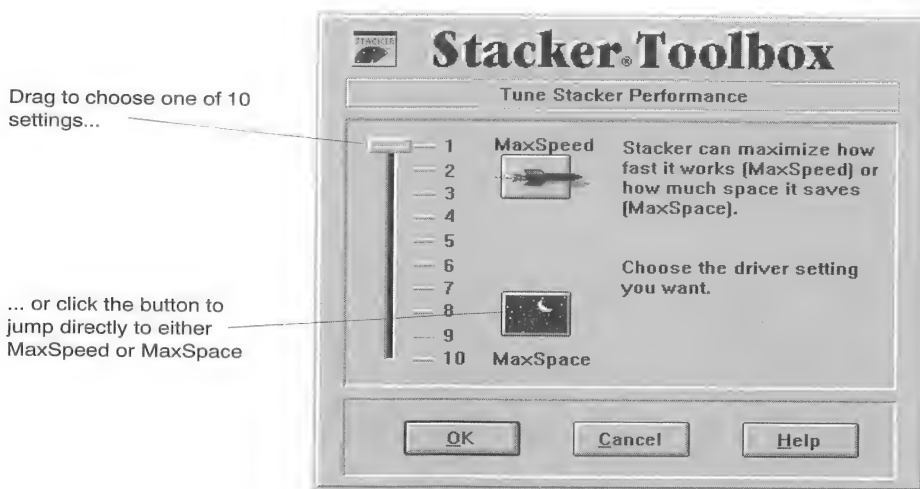 STACKER
Stacker® Toolbox
Tune Stacker Performance
Drag to choose one of 10
settings...
1
2
3
4
5
6
7
8
9
10
MaxSpeed
MaxSpace
Stacker can maximize how
fast it works (MaxSpeed) or
how much space it saves
(MaxSpace).
Choose the driver setting
you want.
... or click the button to
jump directly to either
MaxSpeed or MaxSpace
OK
Cancel
Help